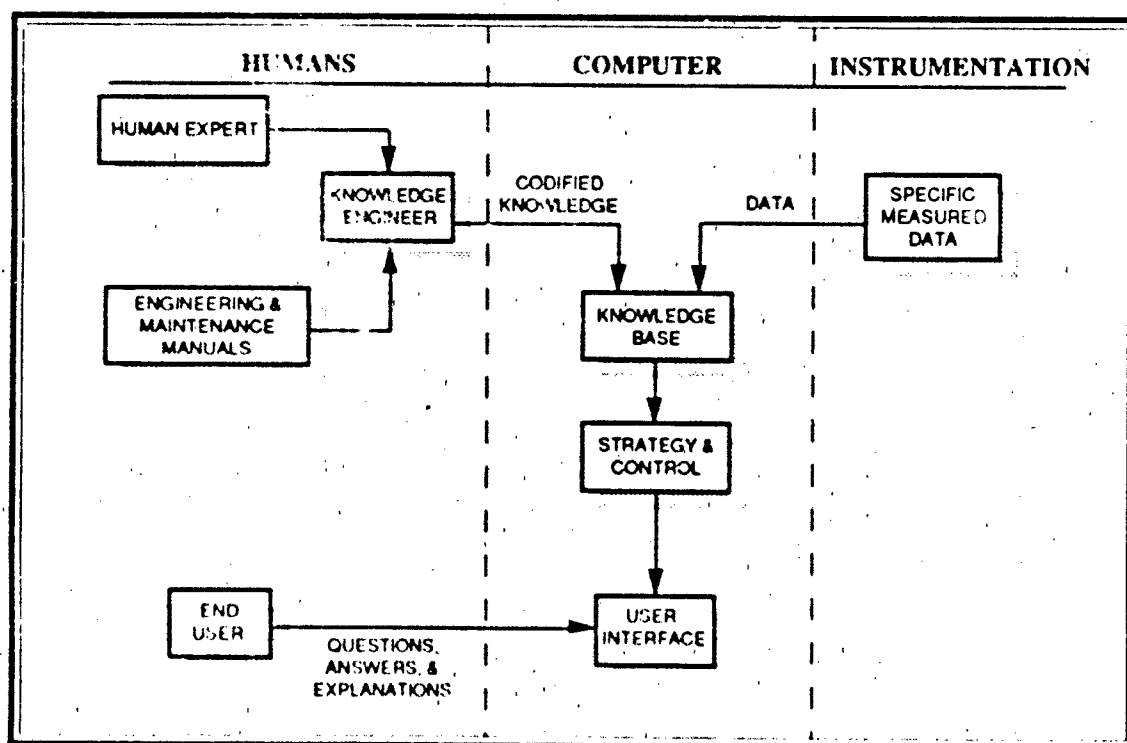 HUMANS
COMPUTER
INSTRUMENTATION
HUMAN EXPERT
KNOWLEDGE
ENGINEER
CODIFIED
KNOWLEDGE
DATA
SPECIFIC
MEASURED
DATA
ENGINEERING &
MAINTENANCE
MANUALS
KNOWLEDGE
BASE
STRATEGY &
CONTROL
END
USER
QUESTIONS,
ANSWERS, &
EXPLANATIONS
USER
INTERFACE